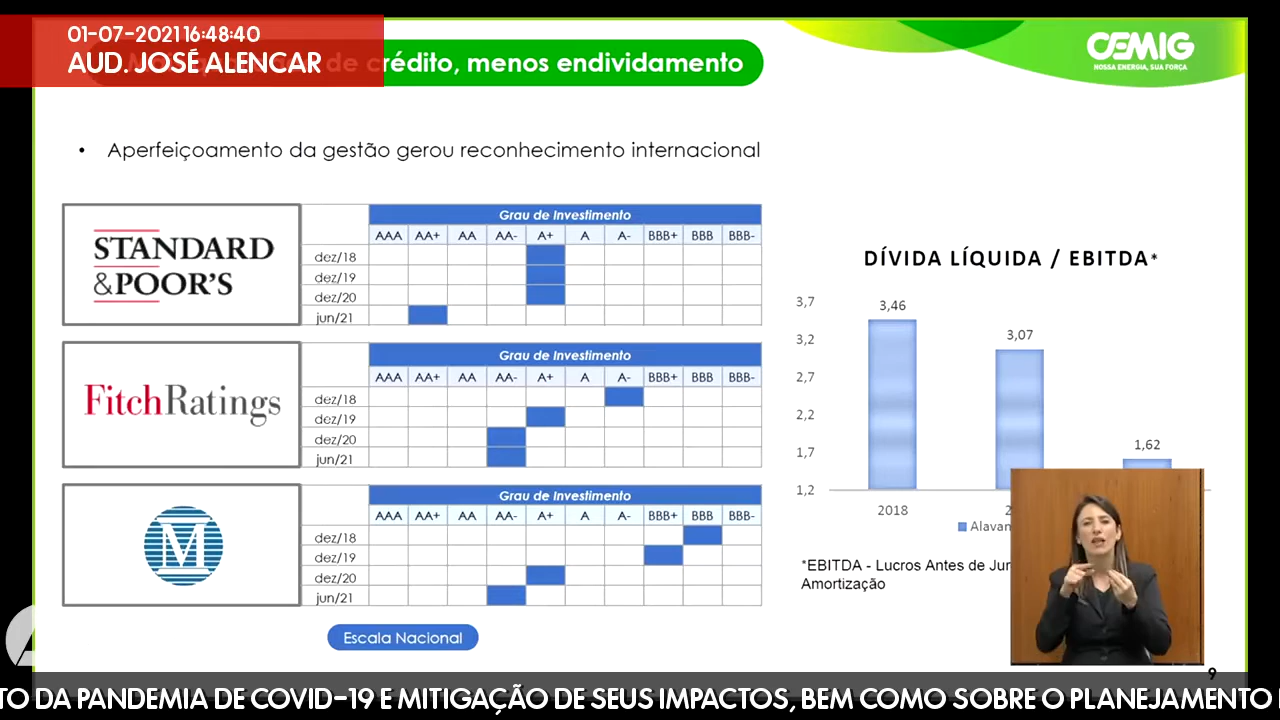 01-07-2021 16:48:40
AUD. JOSÉ ALENCAR
de crédito, menos endividamento
CEMIG
NOSSA ENERGIA, SUA FORÇA
• Aperfeiçoamento da gestão gerou reconhecimento internacional
STANDARD
&POOR'S
Grau de Investimento
AAA AA+ AA AA- A+ A A- BBB+ BBB BBB-
dez/18
dez/19
dez/20
jun/21
FitchRatings
Grau de Investimento
AAA AA+ AA AA- A+ A A- BBB+ BBB BBB-
dez/18
dez/19
dez/20
jun/21
M
Grau de Investimento
AAA AA+ AA AA- A+ A A- BBB+ BBB BBB-
dez/18
dez/19
dez/20
jun/21
Escala Nacional
DÍVIDA LÍQUIDA / EBITDA*
3,7
3,2
2,7
2,2
1,7
1,2
3,46
3,07
1,62
2018
*EBITDA - Lucros Antes de
Amortização
9
DA PANDEMIA DE COVID-19 E MITIGAÇÃO DE SEUS IMPACTOS, BEM COMO SOBRE O PLANEJAMENTO